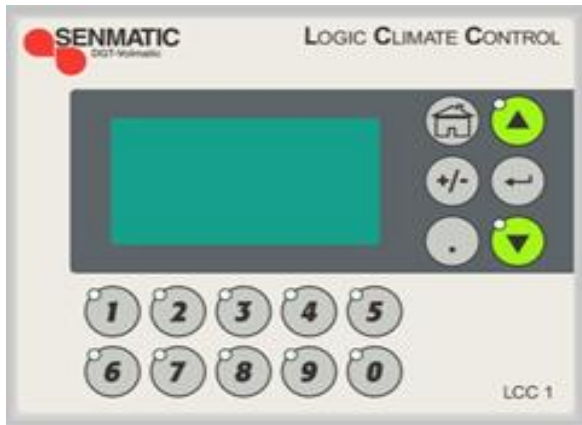 SENMATIC
DGT-Volmatic
LOGIC CLIMATE CONTROL
+/-
.
1 2 3 4 5
6 7 8 9 0
LCC 1